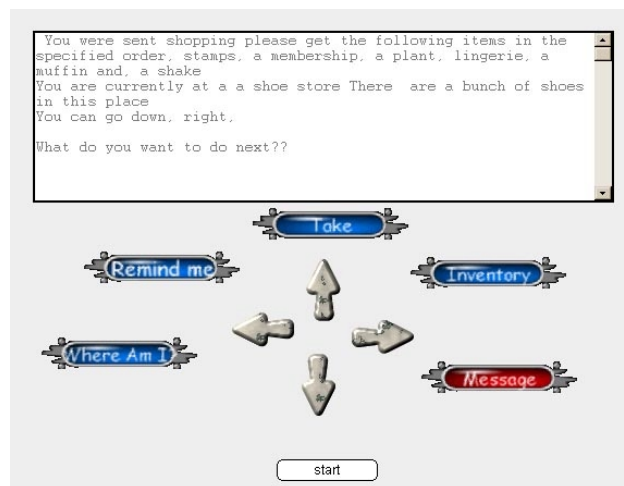 You were sent shopping please get the following items in the
specified order, stamps, a membership, a plant, lingerie, a
muffin and, a shake
You are currently at a a shoe store There  are a bunch of shoes
in this place
You can go down, right,
What do you want to do next??
Take
Remind me
Inventory
Where Am I
Message
start